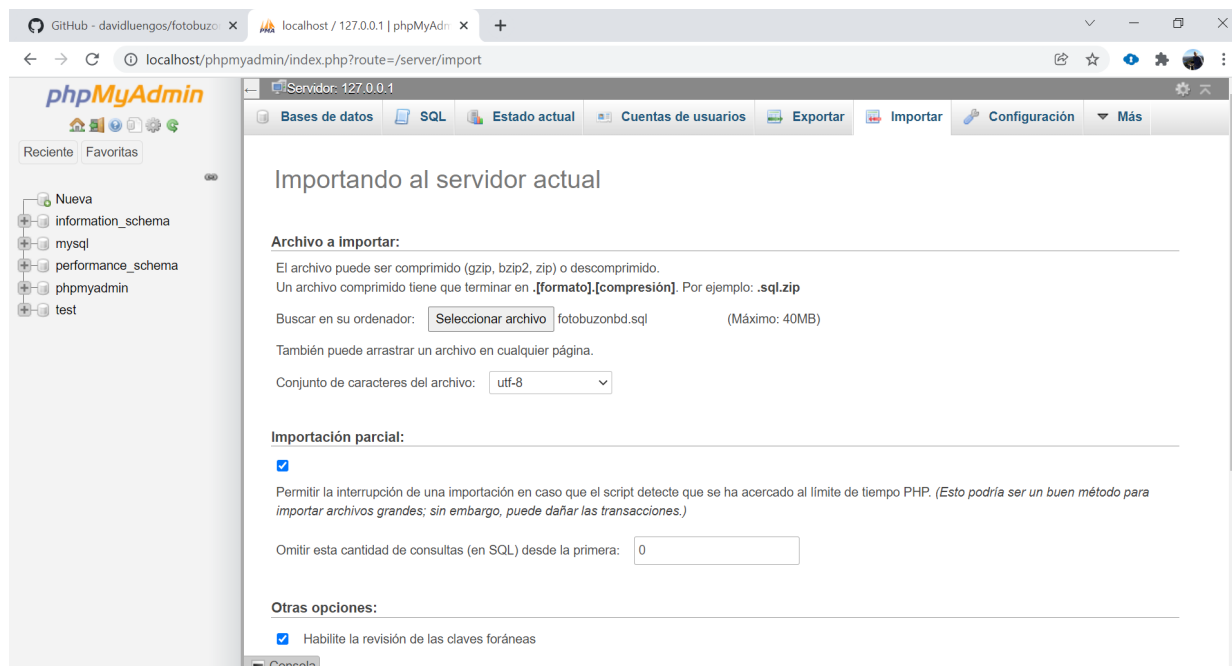 GitHub - davidluengos/fotobuzo
localhost / 127.0.0.1 | phpMyAdn
localhost/phpmyadmin/index.php?route=/server/import
phpMyAdmin
Reciente Favoritas
Nueva
information_schema
mysql
performance_schema
phpmyadmin
test
Servidor: 127.0.0.1
Bases de datos SQL Estado actual Cuentas de usuarios Exportar Importar Configuración Más
Importando al servidor actual
Archivo a importar:
El archivo puede ser comprimido (gzip, bzip2, zip) o descomprimido.
Un archivo comprimido tiene que terminar en .[formato].[compresión]. Por ejemplo: .sql.zip
Buscar en su ordenador: Seleccionar archivo fotobuzonbd.sql (Máximo: 40MB)
También puede arrastrar un archivo en cualquier página.
Conjunto de caracteres del archivo: utf-8
Importación parcial:
Permitir la interrupción de una importación en caso que el script detecte que se ha acercado al límite de tiempo PHP. (Esto podría ser un buen método para
importar archivos grandes; sin embargo, puede dañar las transacciones.)
Omitir esta cantidad de consultas (en SQL) desde la primera: 0
Otras opciones:
Habilite la revisión de las claves foráneas
Consola